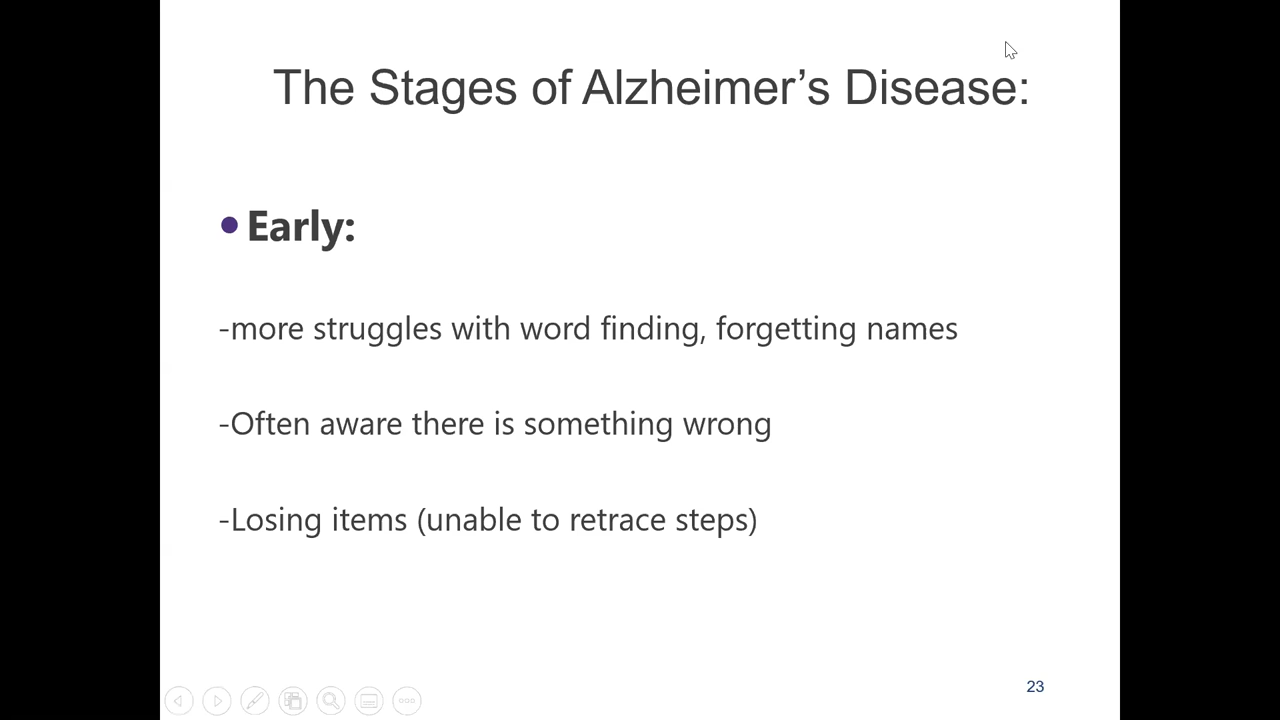 The Stages of Alzheimer’s Disease:
Early:
-more struggles with word finding, forgetting names
-Often aware there is something wrong
-Losing items (unable to retrace steps)
23